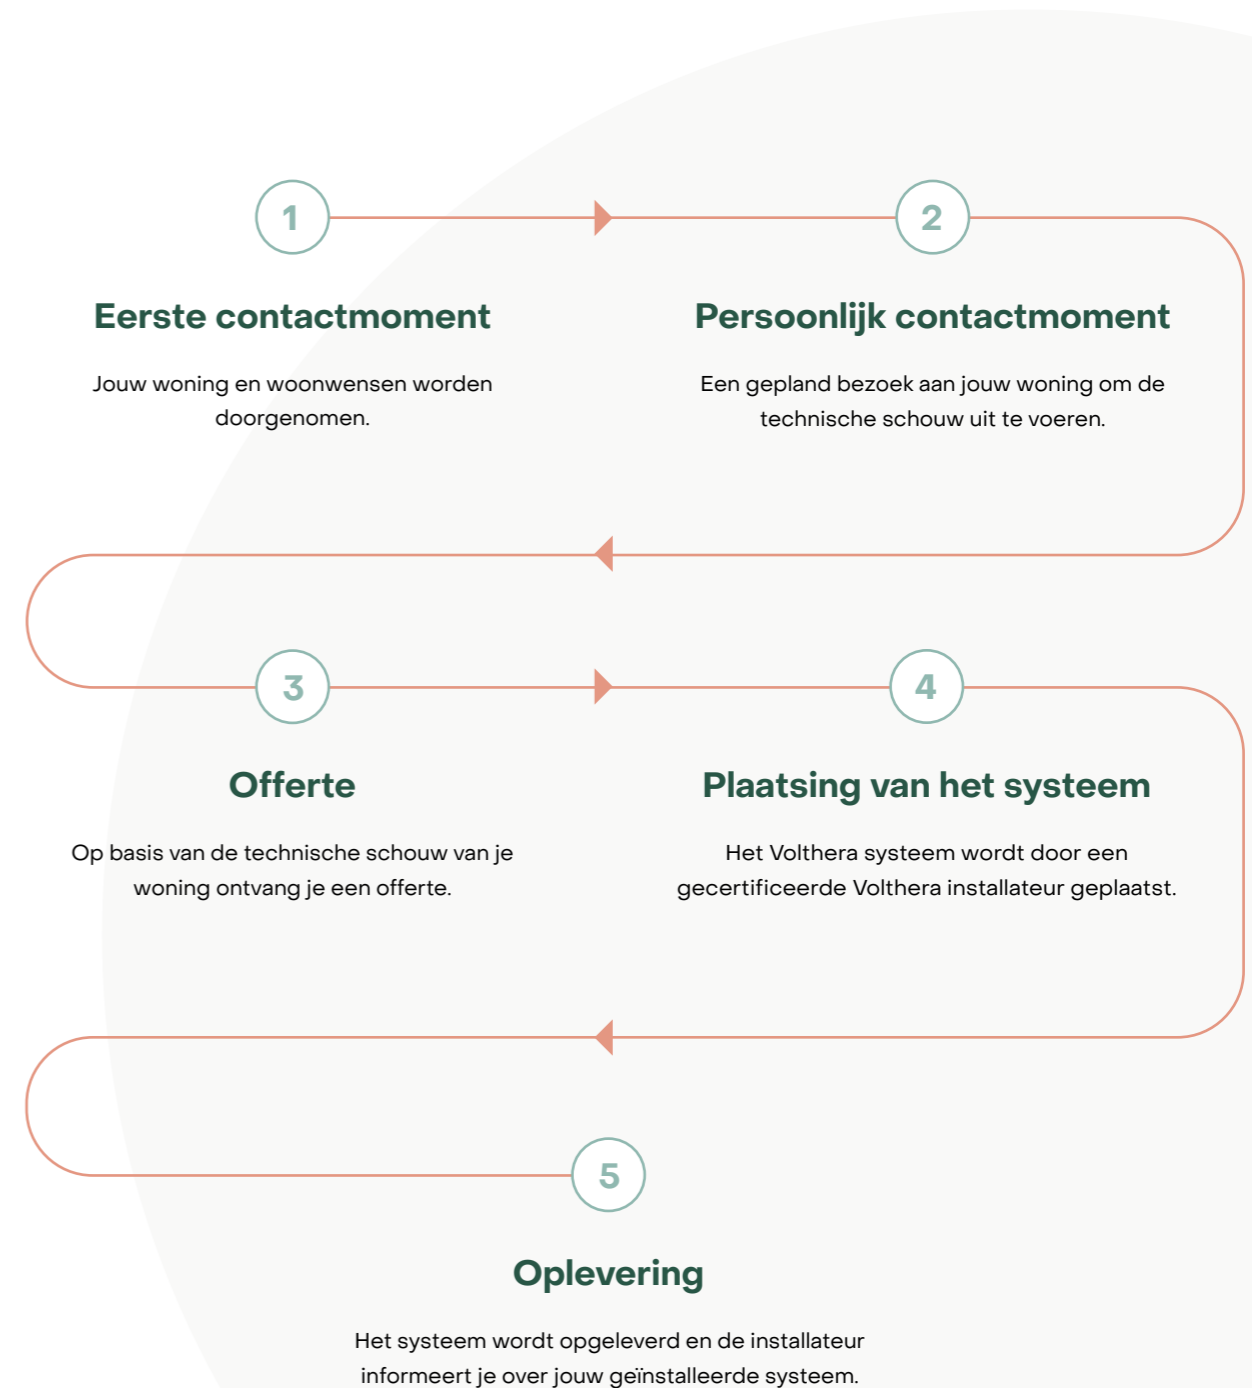 1
2
Eerste contactmoment
Jouw woning en woonwensen worden
doorgenomen.
Persoonlijk contactmoment
Een gepland bezoek aan jouw woning om de
technische schouw uit te voeren.
3
4
Offerte
Op basis van de technische schouw van je
woning ontvang je een offerte.
Plaatsing van het systeem
Het Volthera systeem wordt door een
gecertificeerde Volthera installateur geplaatst.
5
Oplevering
Het systeem wordt opgeleverd en de installateur
informeert je over jouw geïnstalleerde systeem.